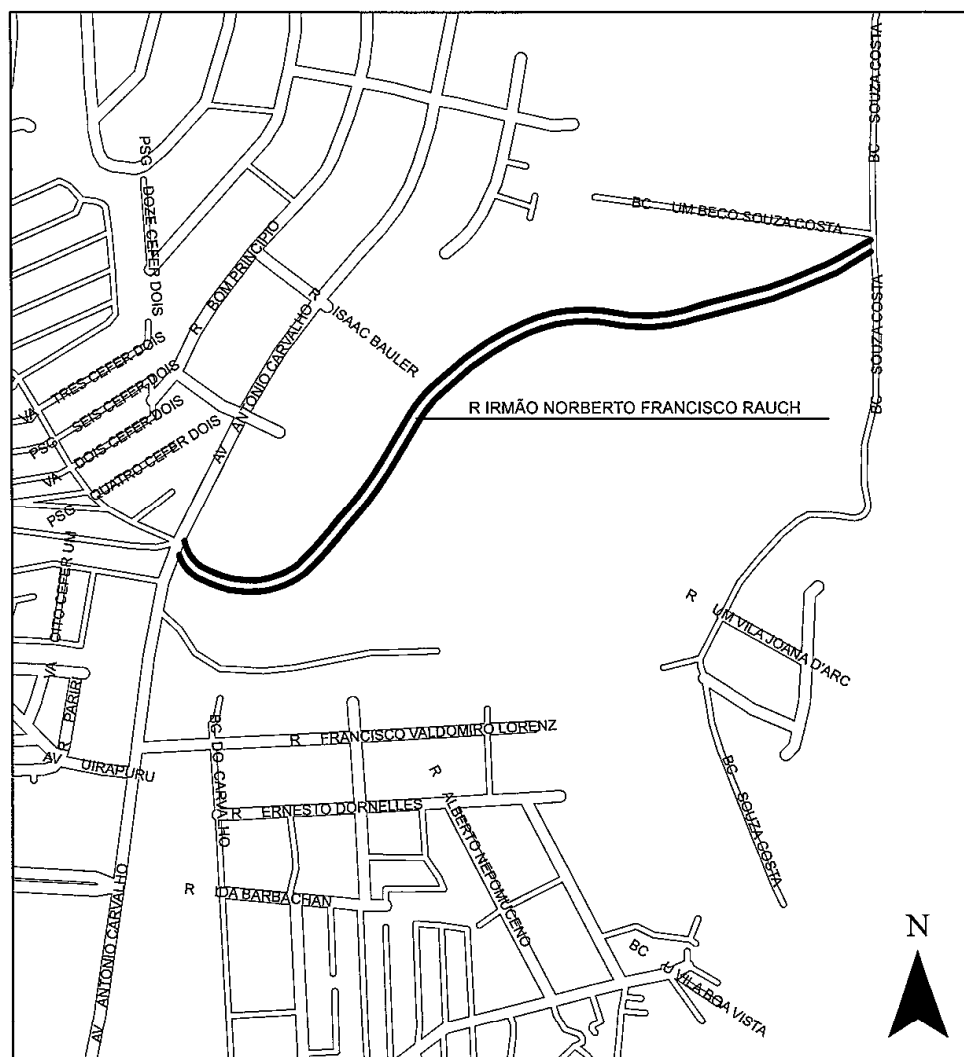 BC SOUZA COSTA
PSG DOZE CEFER DOIS
BC UM BECO SOUZA COSTA
R BOM PRINCIPIO
R ISAAC BAULER
BC SOUZA COSTA
AV ANTONIO CARVALHO
VA TRES CEFER DOIS
PSG SEIS CEFER DOIS
VA DOIS CEFER DOIS
PSG QUATRO CEFER DOIS
R IRMÃO NORBERTO FRANCISCO RAUCH
VA OITO CEFER UM
R UM VILA JOANA D'ARC
R PARIRI
AV UIRAPURU
BC DO CARVALHO
R FRANCISCO VALDOMIRO LORENZ
R ERNESTO DORNELLES
R ALBERTO NEPOMUCENO
BC SOUZA COSTA
R IDA BARBACHAN
AV ANTONIO CARVALHO
BC U VILA BOA VISTA
N